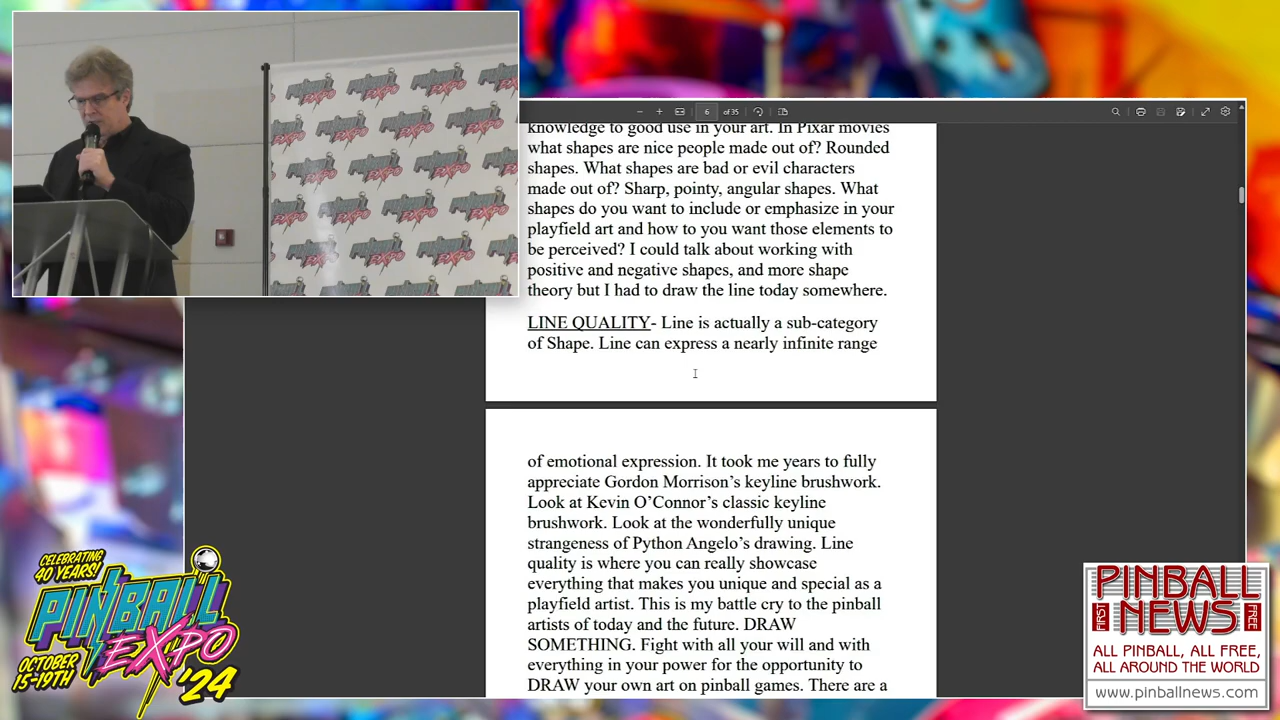 6 of 35
knowledge to good use in your art. In Pixar movies
what shapes are nice people made out of? Rounded
shapes. What shapes are bad or evil characters
made out of? Sharp, pointy, angular shapes. What
shapes do you want to include or emphasize in your
playfield art and how to you want those elements to
be perceived? I could talk about working with
positive and negative shapes, and more shape
theory but I had to draw the line today somewhere.
LINE QUALITY- Line is actually a sub-category
of Shape. Line can express a nearly infinite range
of emotional expression. It took me years to fully
appreciate Gordon Morrison’s keyline brushwork.
Look at Kevin O’Connor’s classic keyline
brushwork. Look at the wonderfully unique
strangeness of Python Angelo’s drawing. Line
quality is where you can really showcase
everything that makes you unique and special as a
playfield artist. This is my battle cry to the pinball
artists of today and the future. DRAW
SOMETHING. Fight with all your will and with
everything in your power for the opportunity to
DRAW your own art on pinball games. There are a
CELEBRATING
40 YEARS!
PINBALL
EXPO
OCTOBER
15-19TH
'24
PINBALL
FIRST NEWS FREE
ALL PINBALL, ALL FREE,
ALL AROUND THE WORLD
www.pinballnews.com